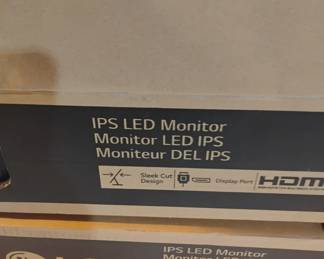 IPS LED Monitor
Monitor LED IPS
Moniteur DEL IPS
Sleek Cut
Design
Display Port
HDMI
IPS LED Monitor